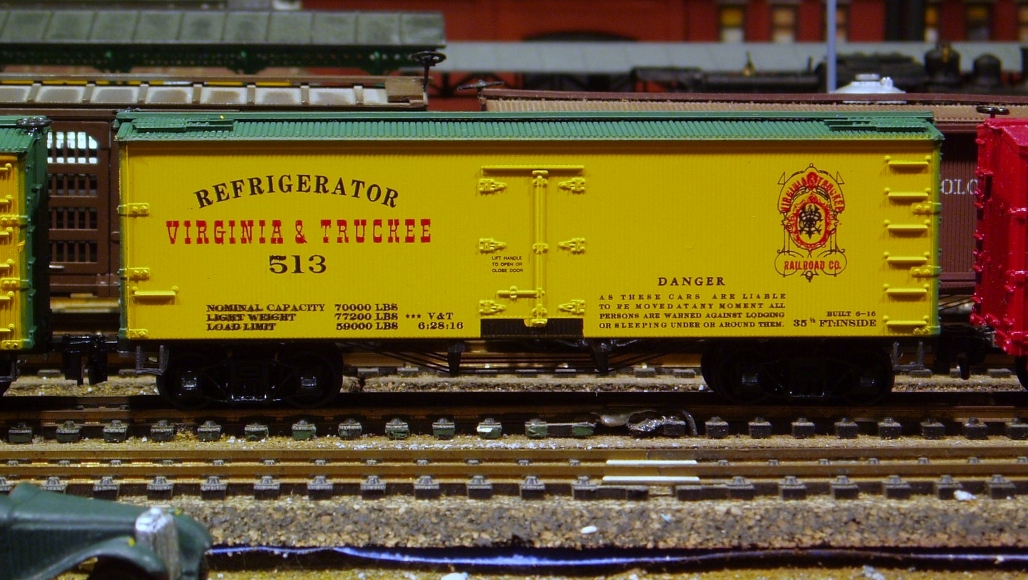 REFRIGERATOR
VIRGINIA & TRUCKEE
513
NOMINAL CAPACITY 70000 LBS
LIGHT WEIGHT 77200 LBS *** V&T
LOAD LIMIT 59000 LBS 6:28:16
LIFT HANDLE
TO OPEN OR
CLOSE DOOR
VIRGINIA & TRUCKEE
RAILROAD CO.
DANGER
AS THESE CARS ARE LIABLE
TO BE MOVED AT ANY MOMENT ALL
PERSONS ARE WARNED AGAINST LODGING
OR SLEEPING UNDER OR AROUND THEM.
BUILT 6-16
35 FT:INSIDE
OLO